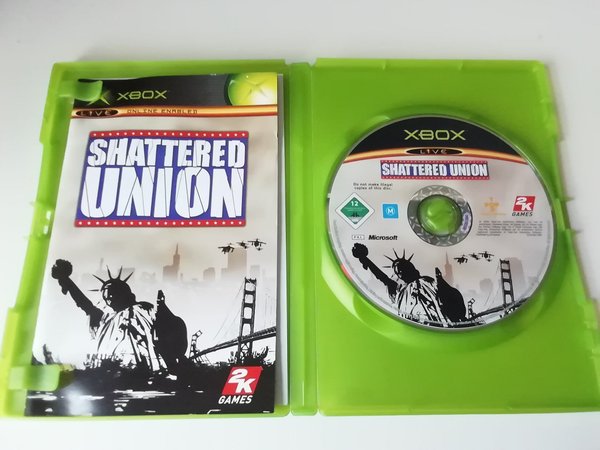 XBOX
LIVE ONLINE ENABLED
SHATTERED
UNION
2K
GAMES
XBOX
LIVE
SHATTERED UNION
Do not make illegal
copies of this disc.
12
M
2K
GAMES
PAL
Microsoft